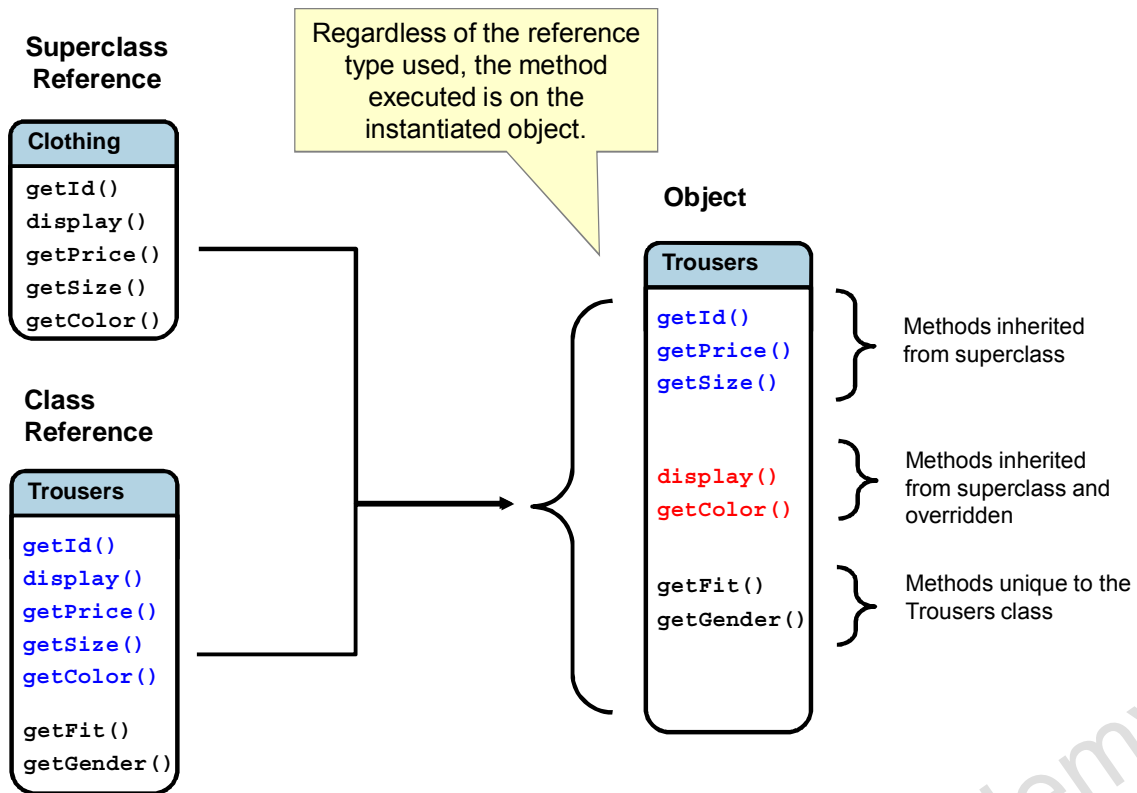 Superclass
Reference
Clothing
getId()
display()
getPrice()
getSize()
getColor()
Class
Reference
Trousers
getId()
display()
getPrice()
getSize()
getColor()
getFit()
getGender()
Regardless of the reference
type used, the method
executed is on the
instantiated object.
Object
Trousers
getId()
getPrice()
getSize()
display()
getColor()
getFit()
getGender()
Methods inherited
from superclass
Methods inherited
from superclass and
overridden
Methods unique to the
Trousers class